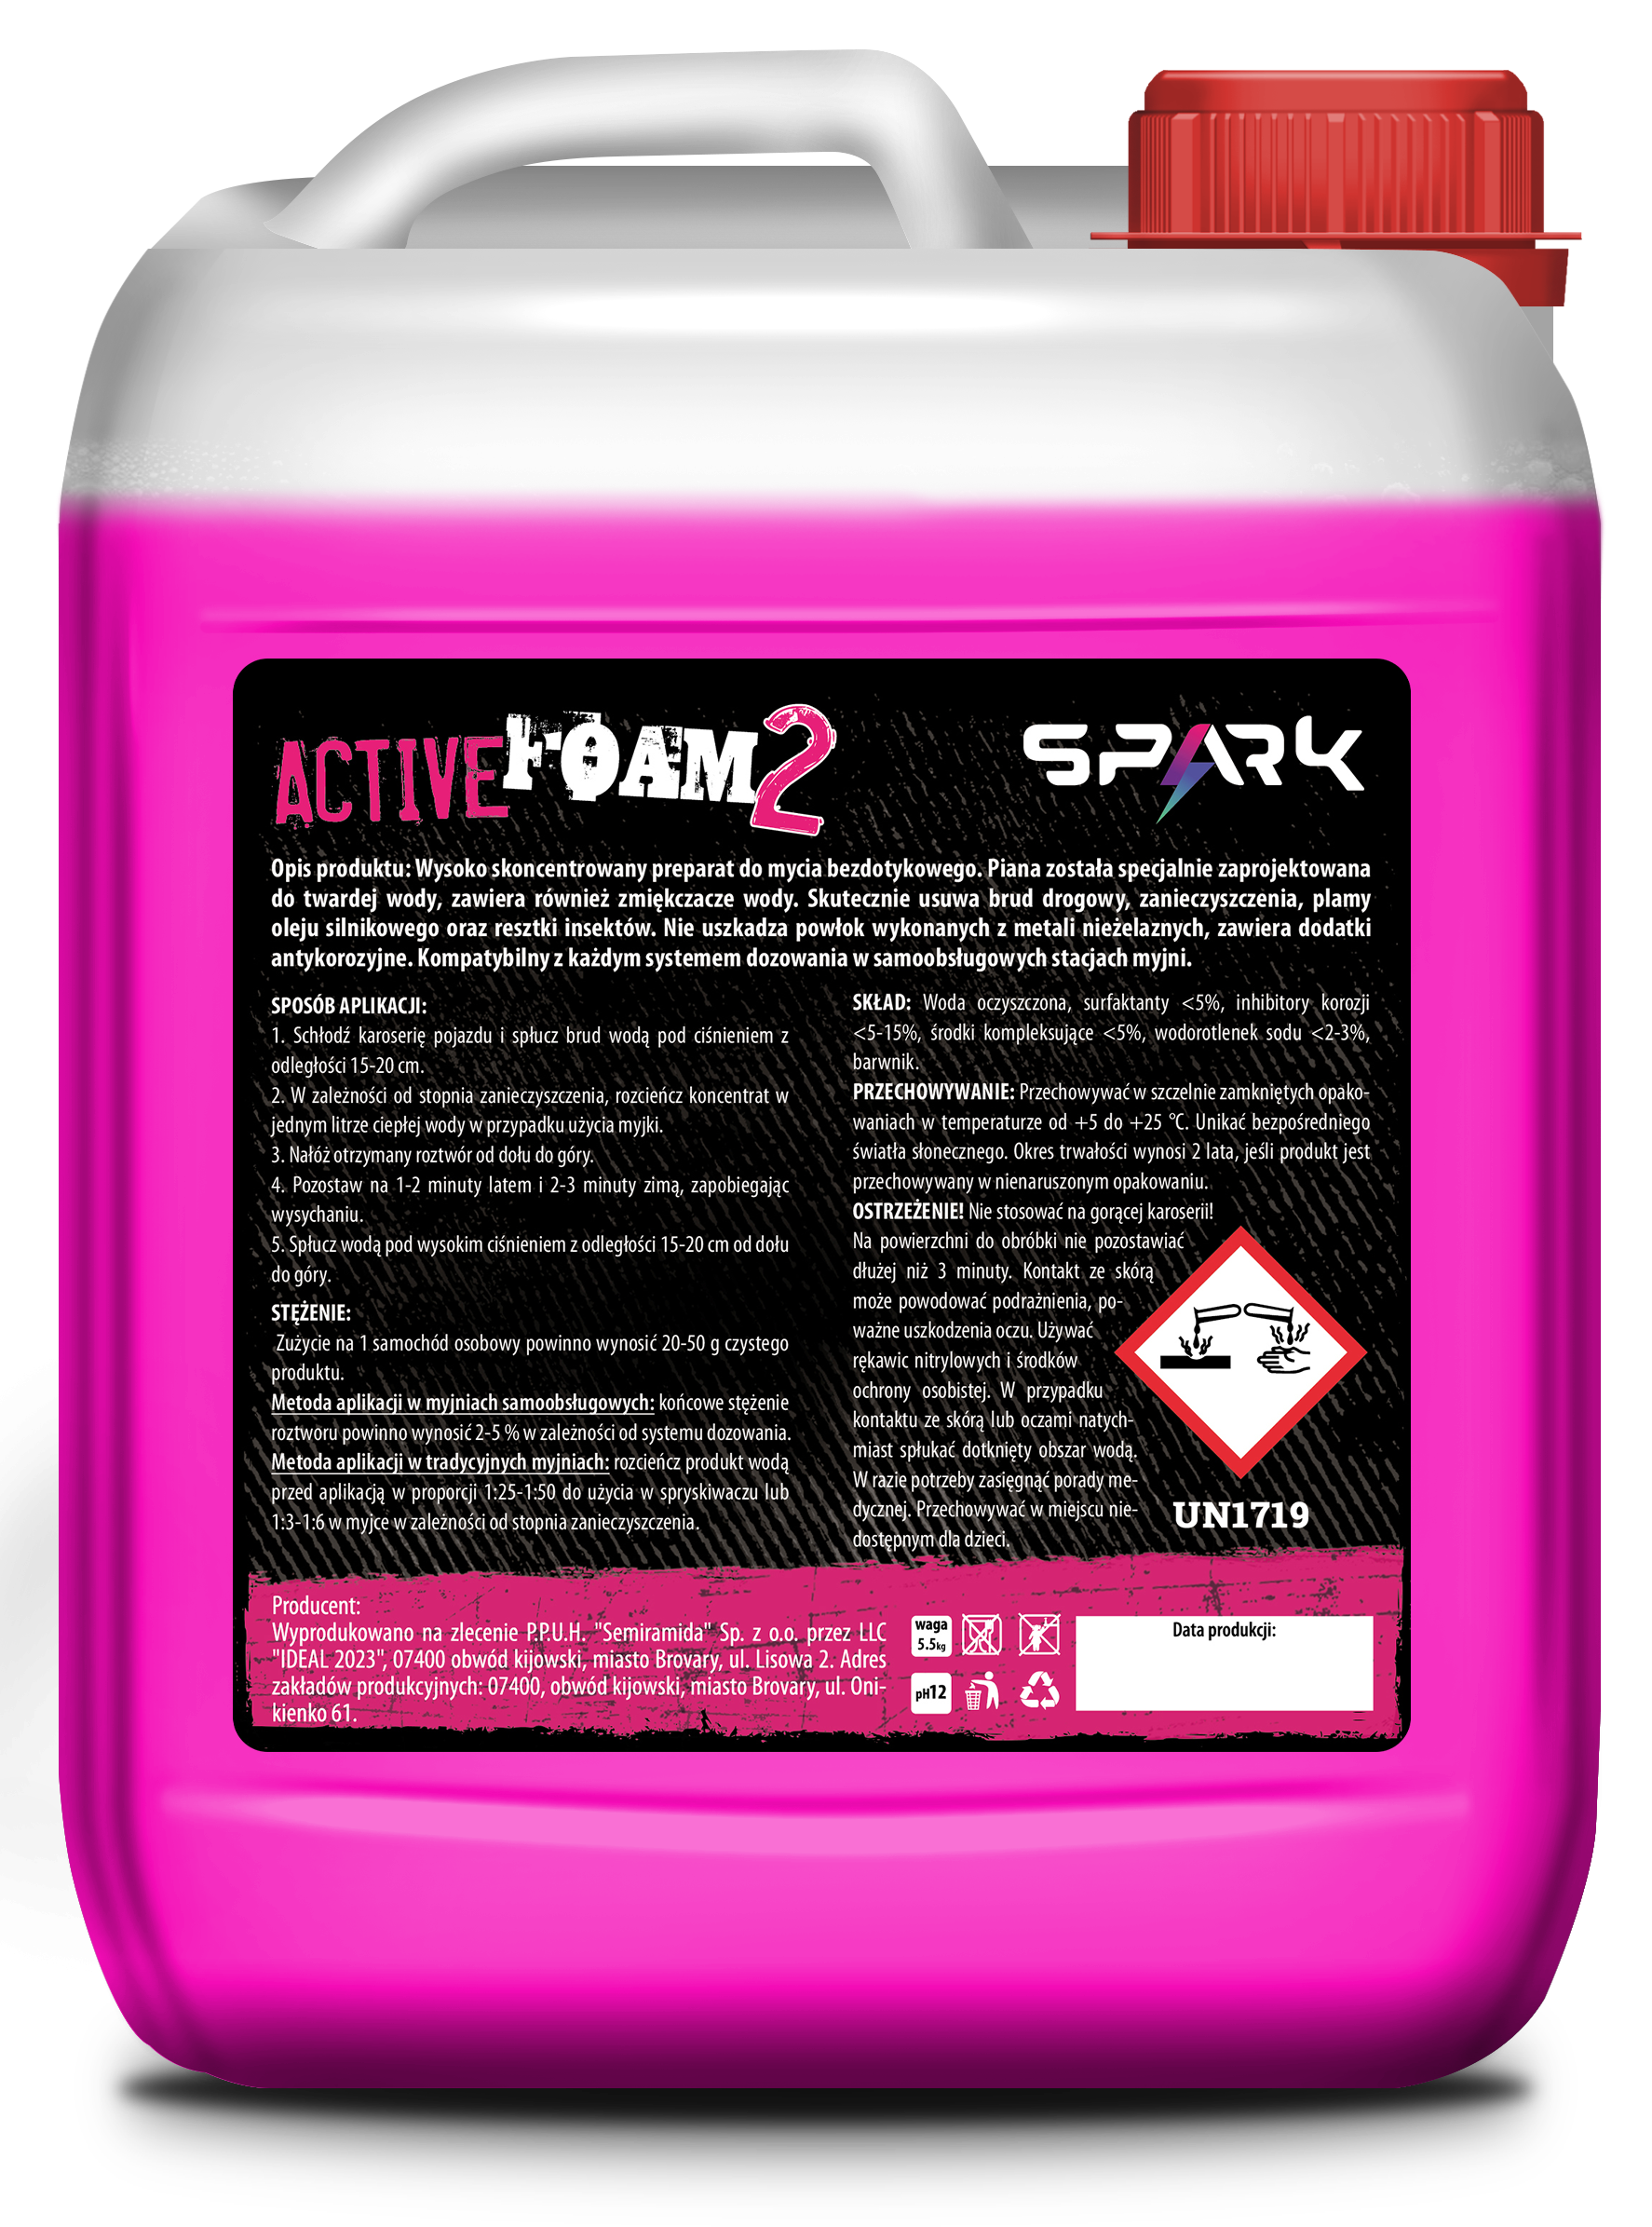 ACTIVE FOAM 2
SPARK
Opis produktu: Wysoko skoncentrowany preparat do mycia bezdotykowego. Piana została specjalnie zaprojektowana
do twardej wody, zawiera również zmiękczacze wody. Skutecznie usuwa brud drogowy, zanieczyszczenia, plamy
oleju silnikowego oraz resztki insektów. Nie uszkadza powłok wykonanych z metali nieżelaznych, zawiera dodatki
antykorozyjne. Kompatybilny z każdym systemem dozowania w samoobsługowych stacjach myjni.
SPOSÓB APLIKACJI:
1. Schłodź karoserię pojazdu i spłucz brud wodą pod ciśnieniem z
odległości 15-20 cm.
2. W zależności od stopnia zanieczyszczenia, rozcieńcz koncentrat w
jednym litrze ciepłej wody w przypadku użycia myjki.
3. Nałóż otrzymany roztwór od dołu do góry.
4. Pozostaw na 1-2 minuty latem i 2-3 minuty zimą, zapobiegając
wysychaniu.
5. Spłucz wodą pod wysokim ciśnieniem z odległości 15-20 cm od dołu
do góry.
STĘŻENIE:
Zużycie na 1 samochód osobowy powinno wynosić 20-50 g czystego
produktu.
Metoda aplikacji w myjniach samoobsługowych: końcowe stężenie
roztworu powinno wynosić 2-5 % w zależności od systemu dozowania.
Metoda aplikacji w tradycyjnych myjniach: rozcieńcz produkt wodą
przed aplikacją w proporcji 1:25-1:50 do użycia w spryskiwaczu lub
1:3-1:6 w myjce w zależności od stopnia zanieczyszczenia.
SKŁAD: Woda oczyszczona, surfaktanty <5%, inhibitory korozji
<5-15%, środki kompleksujące <5%, wodorotlenek sodu <2-3%,
barwnik.
PRZECHOWYWANIE: Przechowywać w szczelnie zamkniętych opako-
waniach w temperaturze od +5 do +25 °C. Unikać bezpośredniego
światła słonecznego. Okres trwałości wynosi 2 lata, jeśli produkt jest
przechowywany w nienaruszonym opakowaniu.
OSTRZEŻENIE! Nie stosować na gorącej karoserii!
Na powierzchni do obróbki nie pozostawiać
dłużej niż 3 minuty. Kontakt ze skórą
może powodować podrażnienia, po-
ważne uszkodzenia oczu. Używać
rękawic nitrylowych i środków
ochrony osobistej. W przypadku
kontaktu ze skórą lub oczami natych-
miast spłukać dotknięty obszar wodą.
W razie potrzeby zasięgnąć porady me-
dycznej. Przechowywać w miejscu nie-
dostępnym dla dzieci.
UN1719
Producent:
Wyprodukowano na zlecenie P.P.U.H. "Semiramida" Sp. z o.o. przez LLC
"IDEAL 2023", 07400 obwód kijowski, miasto Brovary, ul. Lisowa 2. Adres
zakładów produkcyjnych: 07400, obwód kijowski, miasto Brovary, ul. Oni-
kienko 61.
waga
5.5kg
pH12
Data produkcji: